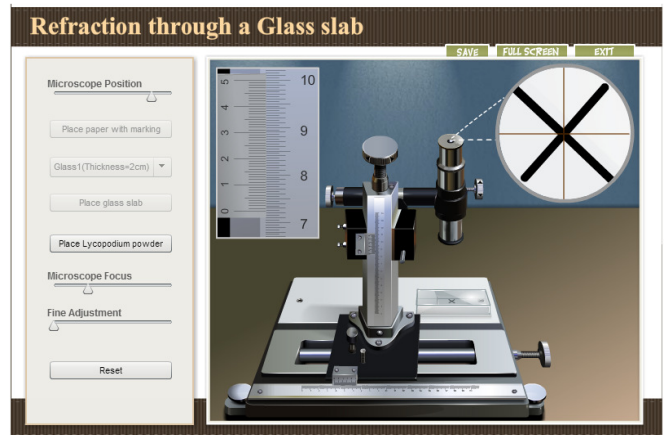 Refraction through a Glass slab
SAVE
FULL SCREEN
EXIT
Microscope Position
Place paper with marking
Glass1(Thickness=2cm)
Place glass slab
Place Lycopodium powder
Microscope Focus
Fine Adjustment
Reset
5
4
3
2
1
0
10
9
8
7